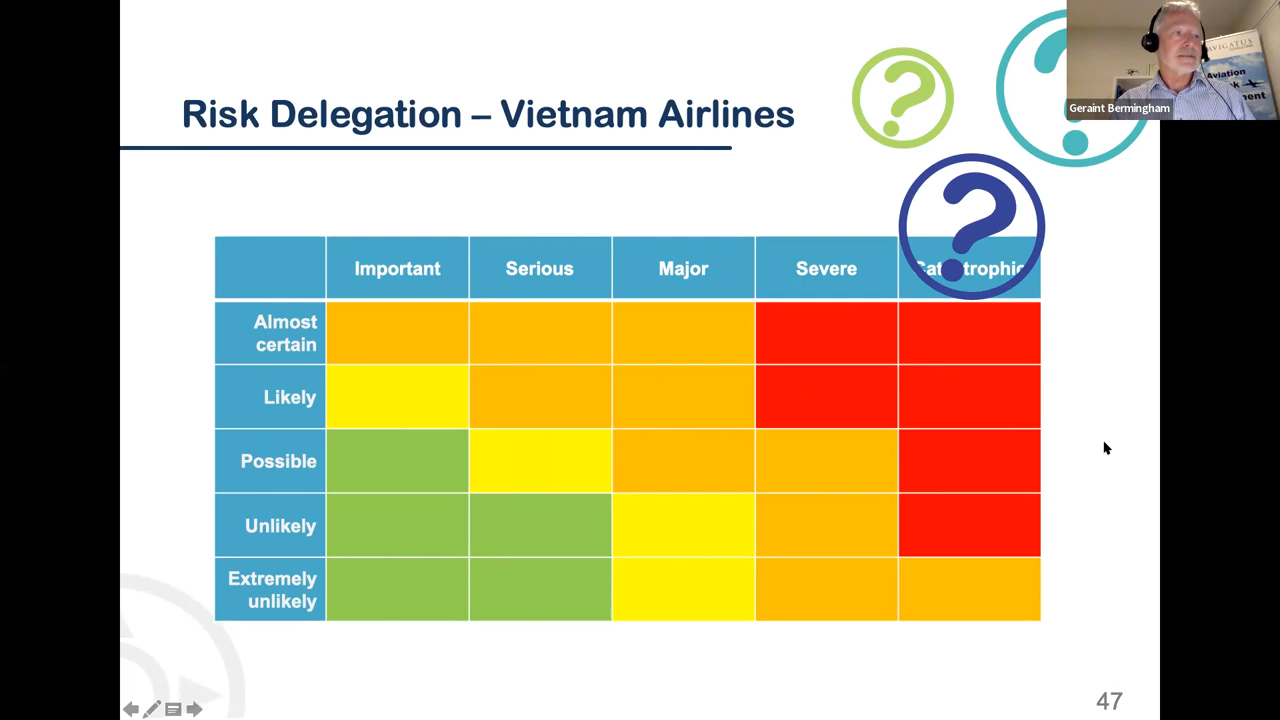 Risk Delegation – Vietnam Airlines
Aviation
Geraint Bermingham
Important Serious Major Severe Catastrophic
Almost
certain
Likely
Possible
Unlikely
Extremely
unlikely
47